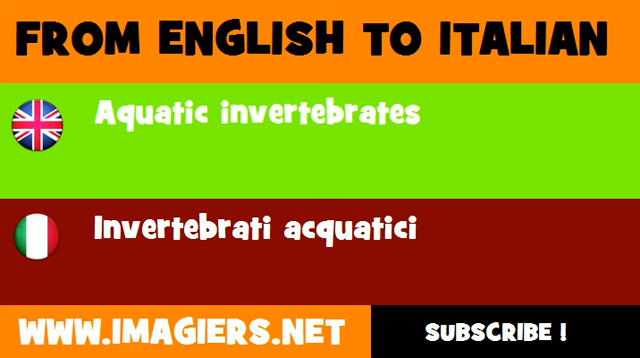 FROM ENGLISH TO ITALIAN
Aquatic invertebrates
Invertebrati acquatici
WWW.IMAGIERS.NET
SUBSCRIBE !